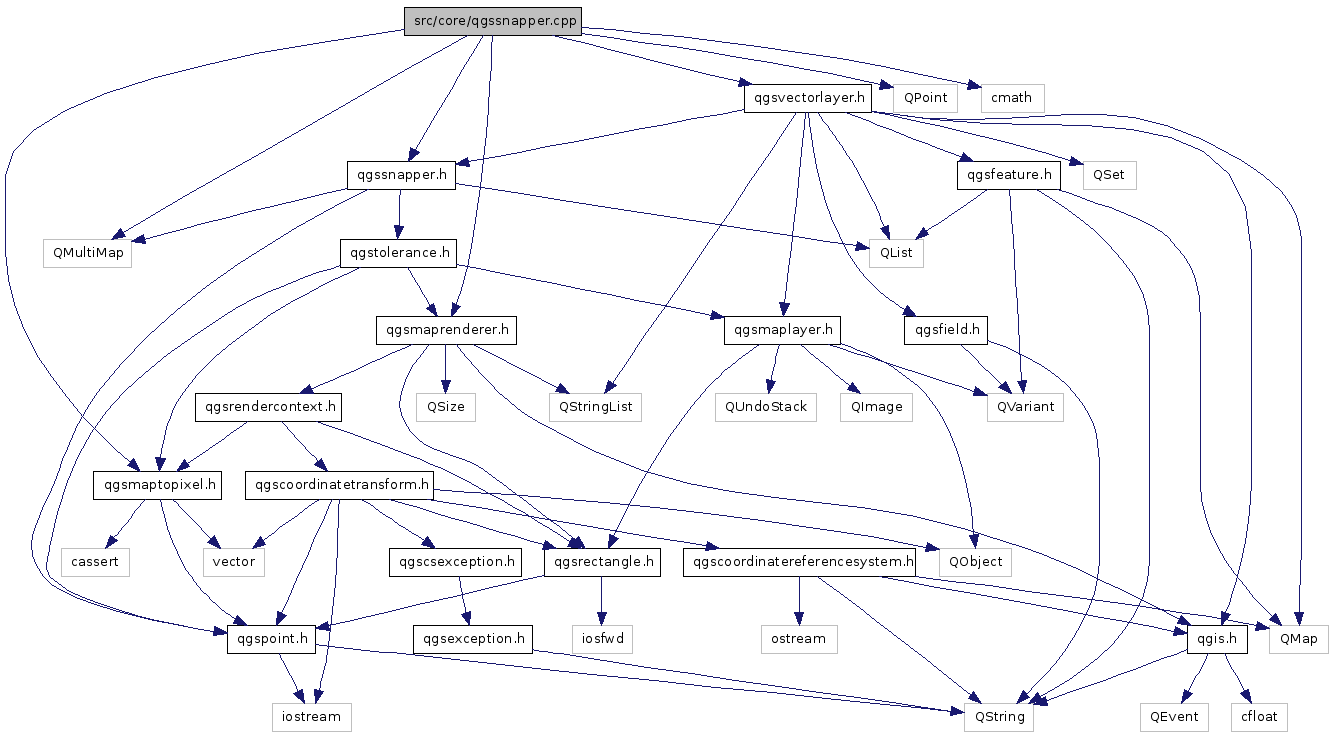 src/core/qgssnapper.cpp
qgsvectorlayer.h
QPoint
cmath
qgssnapper.h
qgsfeature.h
QSet
QMultiMap
qgstolerance.h
QList
qgsmaprenderer.h
qgsmaplayer.h
qgsfield.h
qgsrendercontext.h
QSize
QStringList
QUndoStack
QImage
QVariant
qgsmaptopixel.h
qgscoordinatetransform.h
cassert
vector
qgscsexception.h
qgsrectangle.h
qgscoordinatereferencesystem.h
QObject
qgspoint.h
qgsexception.h
iosfwd
ostream
qgis.h
QMap
iostream
QString
QEvent
cfloat